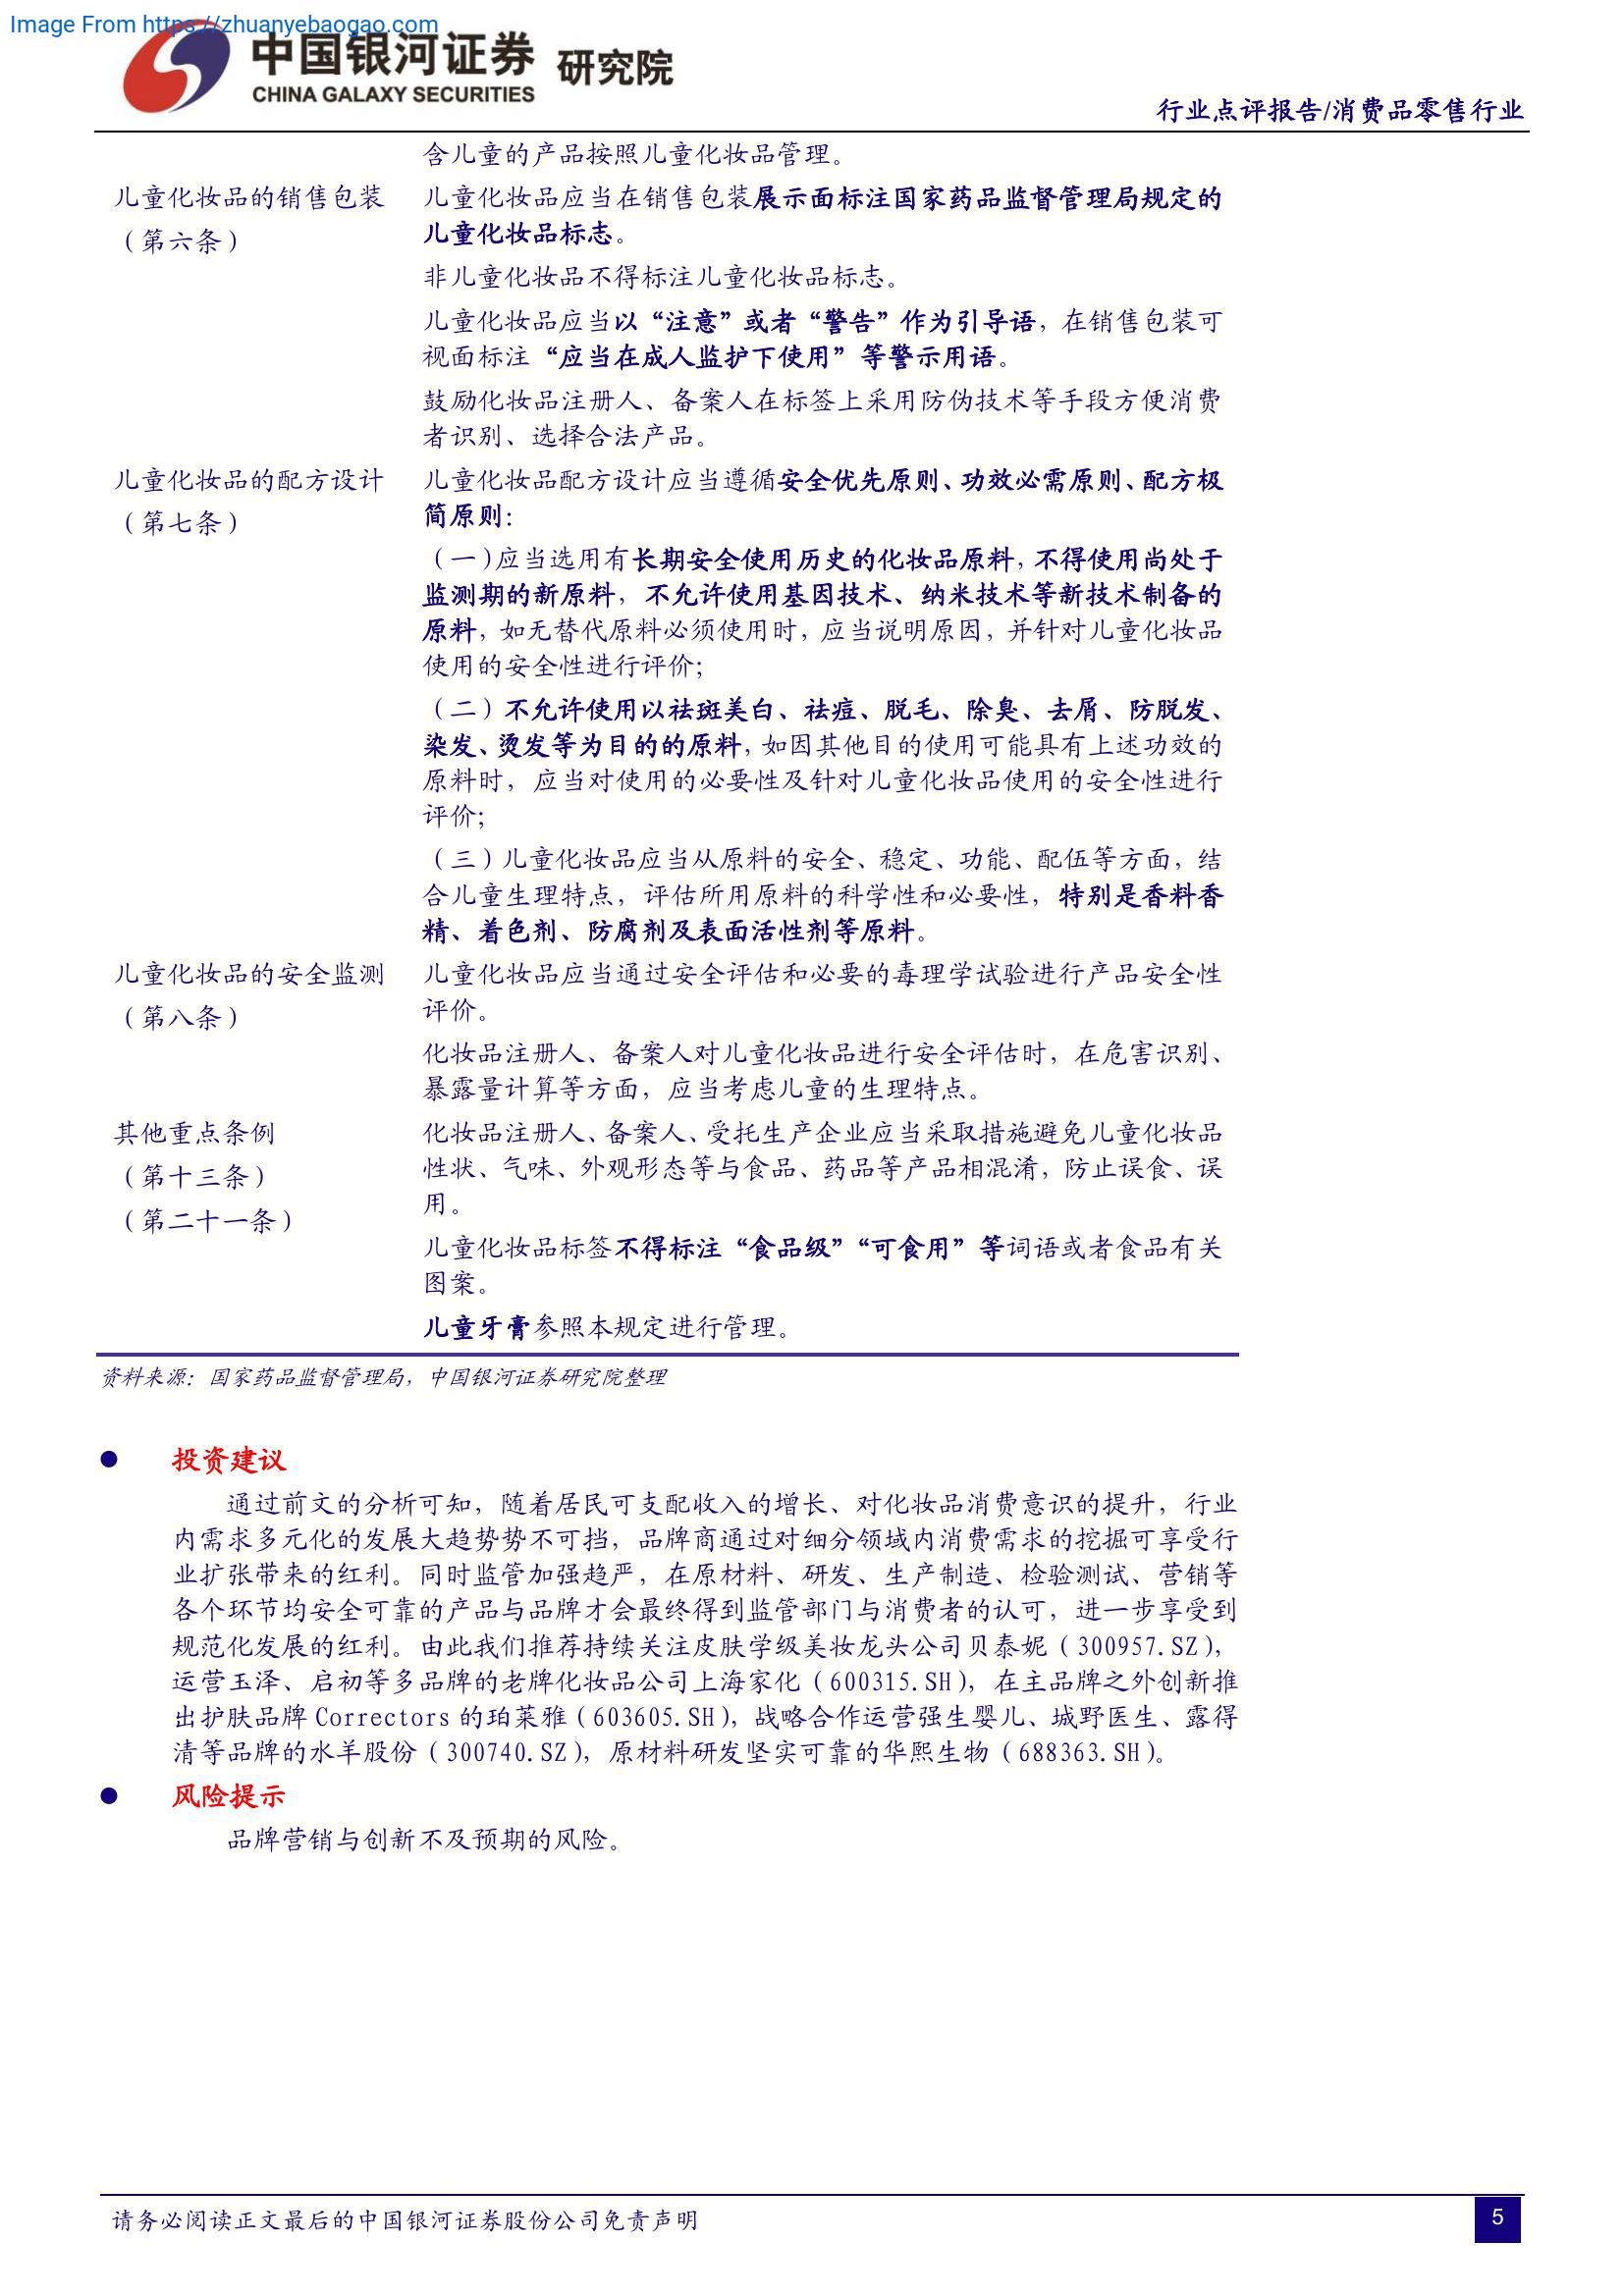 Image From https://zhuanyebaogao.com
中国银河证券 研究院
CHINA GALAXY SECURITIES
行业点评报告/消费品零售行业
含儿童的产品按照儿童化妆品管理。
儿童化妆品的销售包装
（第六条）
儿童化妆品应当在销售包装展示面标注国家药品监督管理局规定的
儿童化妆品标志。
非儿童化妆品不得标注儿童化妆品标志。
儿童化妆品应当以“注意”或者“警告”作为引导语，在销售包装可
视面标注“应当在成人监护下使用”等警示用语。
鼓励化妆品注册人、备案人在标签上采用防伪技术等手段方便消费
者识别、选择合法产品。
儿童化妆品的配方设计
（第七条）
儿童化妆品配方设计应当遵循安全优先原则、功效必需原则、配方极
简原则：
（一）应当选用有长期安全使用历史的化妆品原料，不得使用尚处于
监测期的新原料，不允许使用基因技术、纳米技术等新技术制备的
原料，如无替代原料必须使用时，应当说明原因，并针对儿童化妆品
使用的安全性进行评价；
（二）不允许使用以祛斑美白、祛痘、脱毛、除臭、去屑、防脱发、
染发、烫发等为目的的原料，如因其他目的使用可能具有上述功效的
原料时，应当对使用的必要性及针对儿童化妆品使用的安全性进行
评价；
（三）儿童化妆品应当从原料的安全、稳定、功能、配伍等方面，结
合儿童生理特点，评估所用原料的科学性和必要性，特别是香料香
精、着色剂、防腐剂及表面活性剂等原料。
儿童化妆品的安全监测
（第八条）
儿童化妆品应当通过安全评估和必要的毒理学试验进行产品安全性
评价。
化妆品注册人、备案人对儿童化妆品进行安全评估时，在危害识别、
暴露量计算等方面，应当考虑儿童的生理特点。
其他重点条例
（第十三条）
（第二十一条）
化妆品注册人、备案人、受托生产企业应当采取措施避免儿童化妆品
性状、气味、外观形态等与食品、药品等产品相混淆，防止误食、误
用。
儿童化妆品标签不得标注“食品级”“可食用”等词语或者食品有关
图案。
儿童牙膏参照本规定进行管理。
资料来源：国家药品监督管理局，中国银河证券研究院整理
● 投资建议
通过前文的分析可知，随着居民可支配收入的增长、对化妆品消费意识的提升，行业
内需求多元化的发展大趋势势不可挡，品牌商通过对细分领域内消费需求的挖掘可享受行
业扩张带来的红利。同时监管加强趋严，在原材料、研发、生产制造、检验测试、营销等
各个环节均安全可靠的产品与品牌才会最终得到监管部门与消费者的认可，进一步享受到
规范化发展的红利。由此我们推荐持续关注皮肤学级美妆龙头公司贝泰妮（300957.SZ），
运营玉泽、启初等多品牌的老牌化妆品公司上海家化（600315.SH），在主品牌之外创新推
出护肤品牌 Correctors 的珀莱雅（603605.SH），战略合作运营强生婴儿、城野医生、露得
清等品牌的水羊股份（300740.SZ），原材料研发坚实可靠的华熙生物（688363.SH）。
● 风险提示
品牌营销与创新不及预期的风险。
请务必阅读正文最后的中国银河证券股份公司免责声明
5